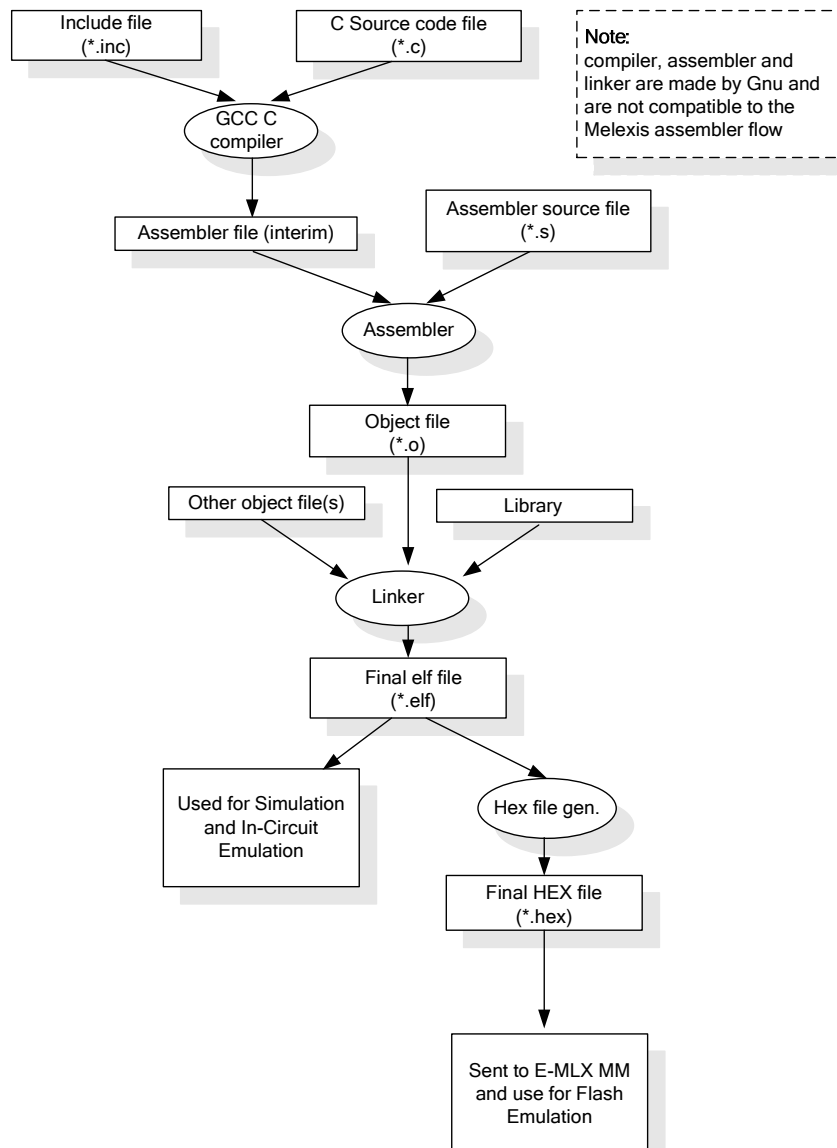 Include file
(*.inc)
C Source code file
(*.c)
Note:
compiler, assembler and
linker are made by Gnu and
are not compatible to the
Melexis assembler flow
GCC C
compiler
Assembler file (interim)
Assembler source file
(*.s)
Assembler
Object file
(*.o)
Other object file(s)
Library
Linker
Final elf file
(*.elf)
Used for Simulation
and In-Circuit
Emulation
Hex file gen.
Final HEX file
(*.hex)
Sent to E-MLX MM
and use for Flash
Emulation